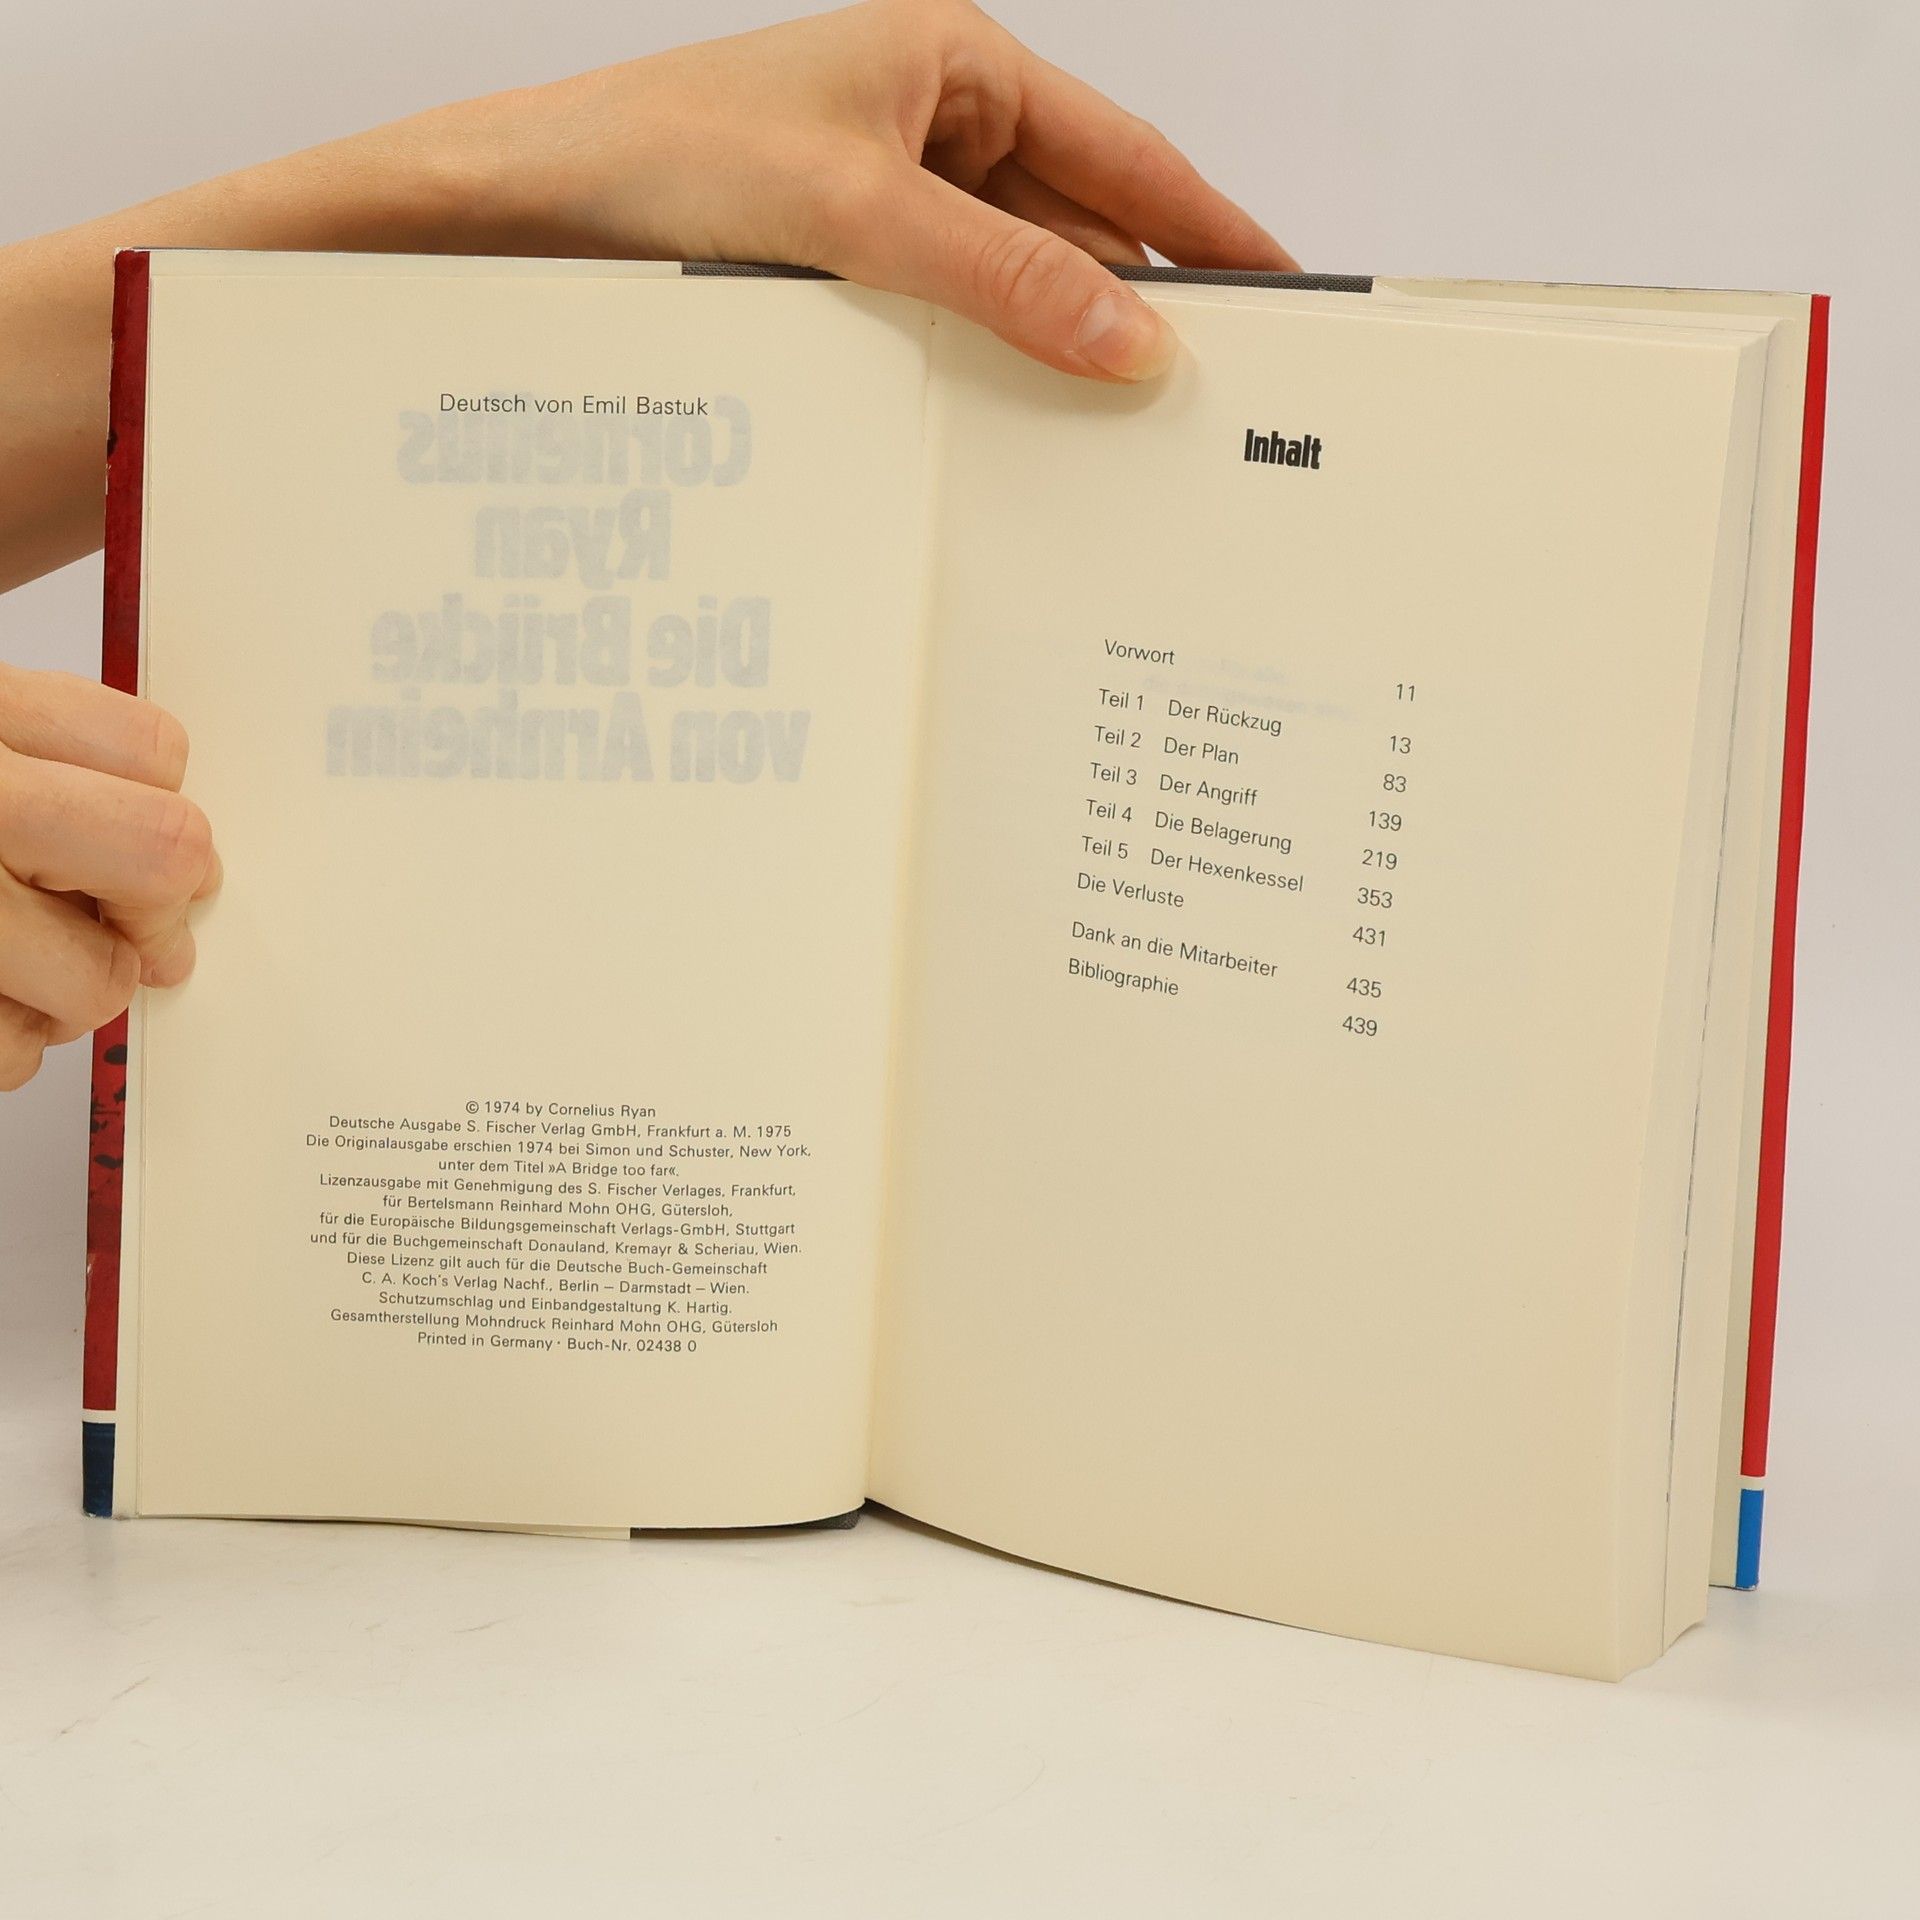 Deutsch von Emil Bastuk
Cornelius
Ryan
Die Brücke
von Arnheim
© 1974 by Cornelius Ryan
Deutsche Ausgabe S. Fischer Verlag GmbH, Frankfurt a. M. 1975
Die Originalausgabe erschien 1974 bei Simon und Schuster, New York,
unter dem Titel »A Bridge too far«.
Lizenzausgabe mit Genehmigung des S. Fischer Verlages, Frankfurt,
für Bertelsmann Reinhard Mohn OHG, Gütersloh,
für die Europäische Bildungsgemeinschaft Verlags-GmbH, Stuttgart
und für die Buchgemeinschaft Donauland, Kremayr & Scheriau, Wien.
Diese Lizenz gilt auch für die Deutsche Buch-Gemeinschaft
C. A. Koch's Verlag Nachf., Berlin – Darmstadt – Wien.
Schutzumschlag und Einbandgestaltung K. Hartig.
Gesamtherstellung Mohndruck Reinhard Mohn OHG, Gütersloh
Printed in Germany · Buch-Nr. 02438 0
Inhalt
Vorwort 11
Teil 1 Der Rückzug 13
Teil 2 Der Plan 83
Teil 3 Der Angriff 139
Teil 4 Die Belagerung 219
Teil 5 Der Hexenkessel 353
Die Verluste 431
Dank an die Mitarbeiter 435
Bibliographie 439